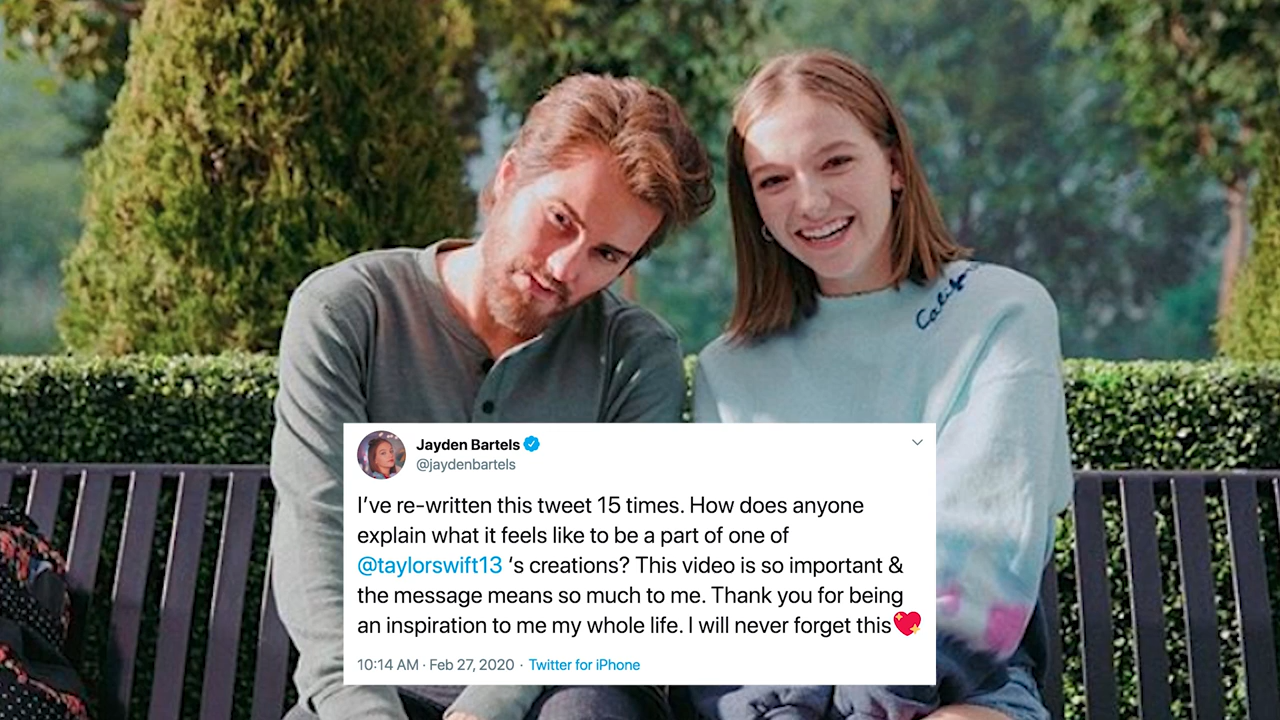 Calif
Jayden Bartels
@jaydenbartels
I’ve re-written this tweet 15 times. How does anyone
explain what it feels like to be a part of one of
@taylorswift13 ‘s creations? This video is so important &
the message means so much to me. Thank you for being
an inspiration to me my whole life. I will never forget this💖
10:14 AM · Feb 27, 2020 · Twitter for iPhone